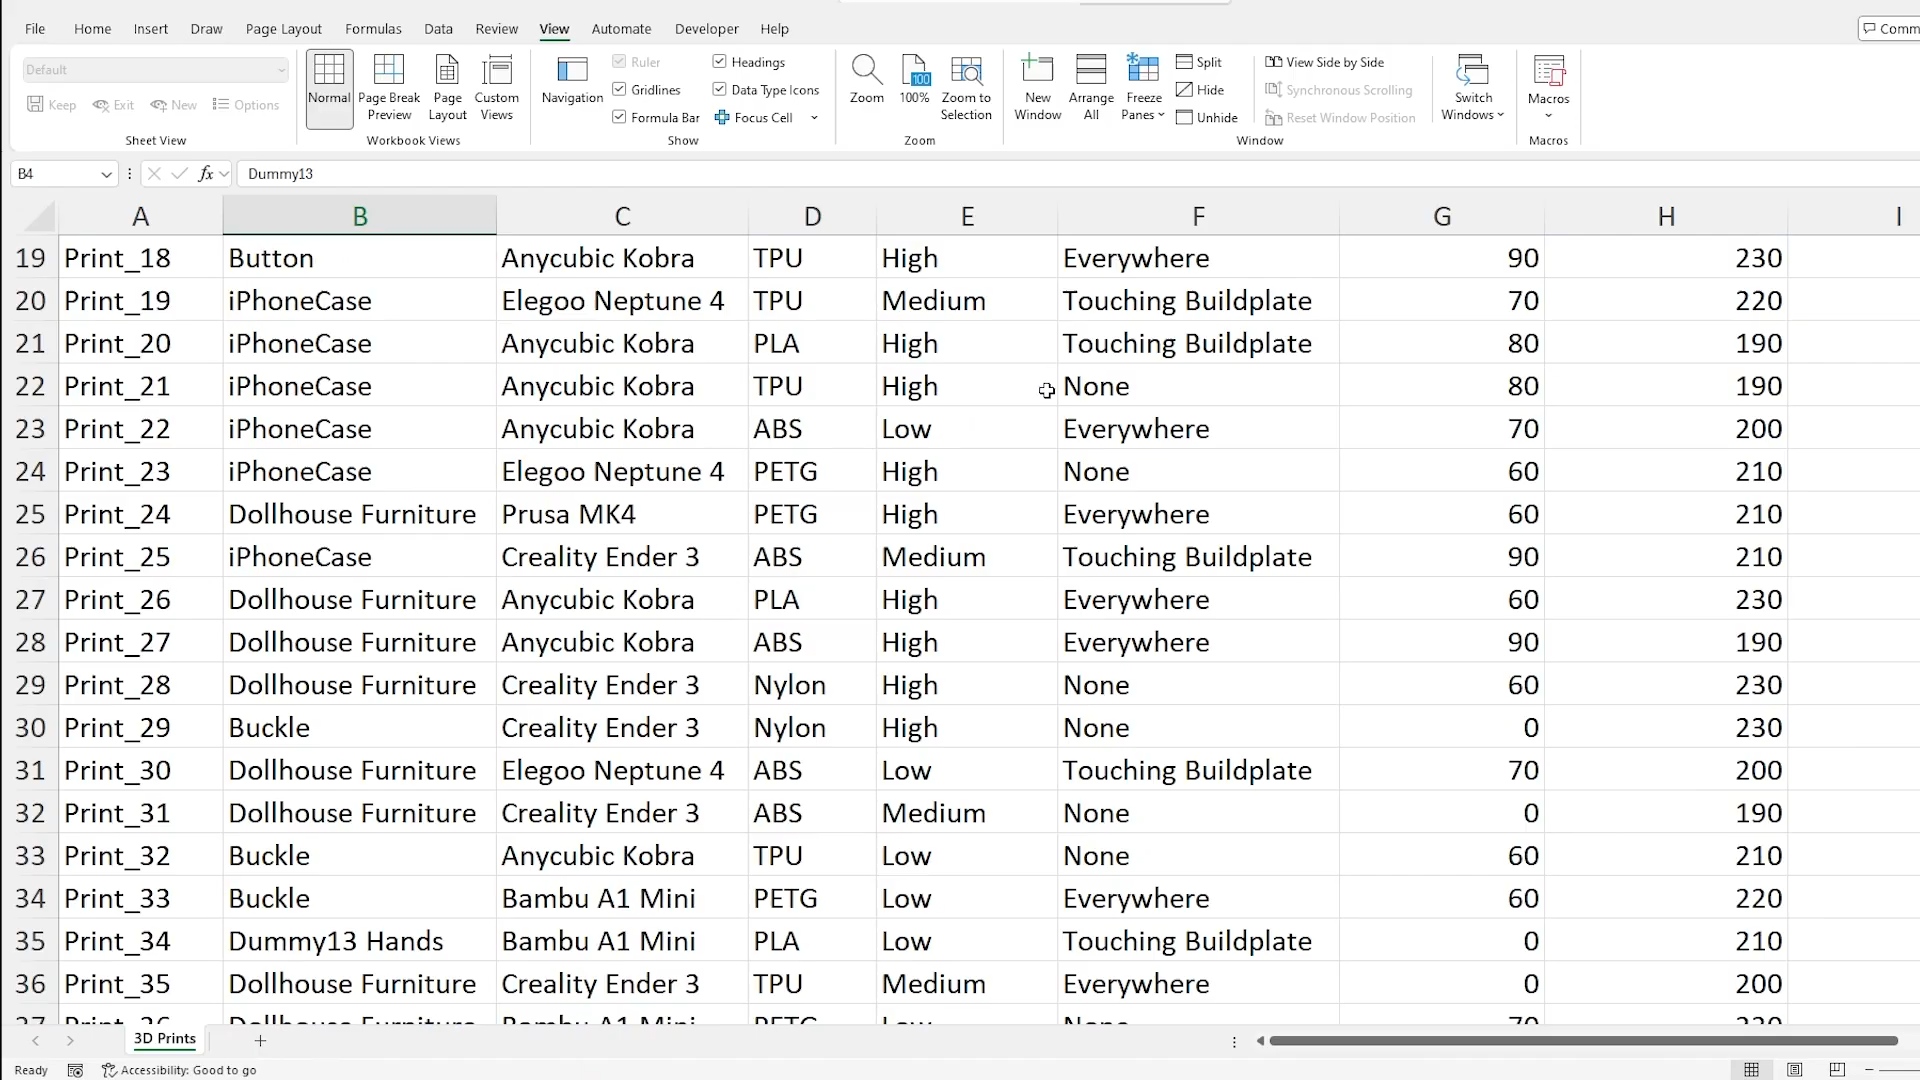 File Home Insert Draw Page Layout Formulas Data Review View Automate Developer Help Comm
Default
Keep Exit New Options
Sheet View
Normal Page Break Preview Page Layout Custom Views
Workbook Views
Navigation
Ruler Headings
Gridlines Data Type Icons
Formula Bar Focus Cell
Show
Zoom 100 100% Zoom to Selection
Zoom
New Window Arrange All Freeze Panes
Split
Hide
Unhide
View Side by Side
Synchronous Scrolling
Reset Window Position
Switch Windows
Window
Macros
Macros
B4 fx Dummy13
A B C D E F G H I
19 Print_18 Button Anycubic Kobra TPU High Everywhere 90 230
20 Print_19 iPhoneCase Elegoo Neptune 4 TPU Medium Touching Buildplate 70 220
21 Print_20 iPhoneCase Anycubic Kobra PLA High Touching Buildplate 80 190
22 Print_21 iPhoneCase Anycubic Kobra TPU High None 80 190
23 Print_22 iPhoneCase Anycubic Kobra ABS Low Everywhere 70 200
24 Print_23 iPhoneCase Elegoo Neptune 4 PETG High None 60 210
25 Print_24 Dollhouse Furniture Prusa MK4 PETG High Everywhere 60 210
26 Print_25 iPhoneCase Creality Ender 3 ABS Medium Touching Buildplate 90 210
27 Print_26 Dollhouse Furniture Anycubic Kobra PLA High Everywhere 60 230
28 Print_27 Dollhouse Furniture Anycubic Kobra ABS High Everywhere 90 190
29 Print_28 Dollhouse Furniture Creality Ender 3 Nylon High None 60 230
30 Print_29 Buckle Creality Ender 3 Nylon High None 0 230
31 Print_30 Dollhouse Furniture Elegoo Neptune 4 ABS Low Touching Buildplate 70 200
32 Print_31 Dollhouse Furniture Creality Ender 3 ABS Medium None 0 190
33 Print_32 Buckle Anycubic Kobra TPU Low None 60 210
34 Print_33 Buckle Bambu A1 Mini PETG Low Everywhere 60 220
35 Print_34 Dummy13 Hands Bambu A1 Mini PLA Low Touching Buildplate 0 210
36 Print_35 Dollhouse Furniture Creality Ender 3 TPU Medium Everywhere 0 200
3D Prints
Ready Accessibility: Good to go